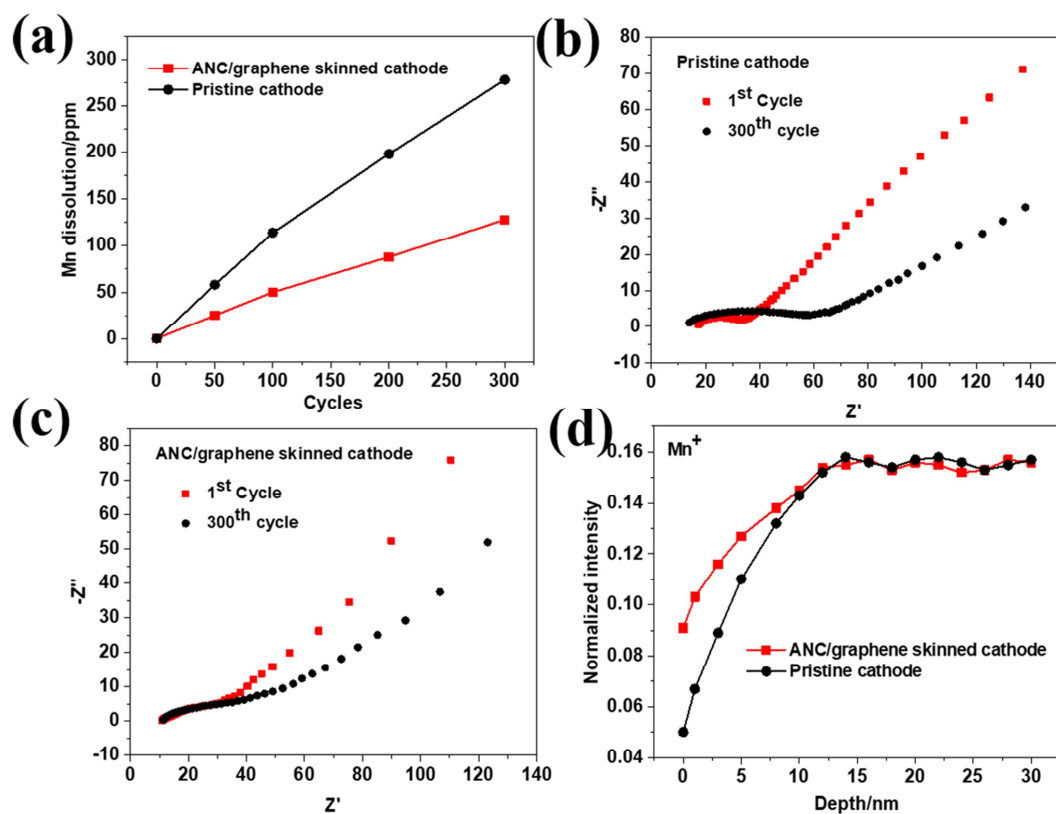 (a)
300
250
200
150
100
50
0
Mn dissolution/ppm
ANC/graphene skinned cathode
Pristine cathode
0 50 100 200 300
Cycles
(b)
80
70
60
50
40
30
20
10
0
-10
-Z''
Pristine cathode
1st Cycle
300th cycle
0 20 40 60 80 100 120 140
Z'
(c)
80
70
60
50
40
30
20
10
0
-10
-Z''
ANC/graphene skinned cathode
1st Cycle
300th cycle
0 20 40 60 80 100 120 140
Z'
(d)
0.16
0.14
0.12
0.10
0.08
0.06
0.04
Normalized intensity
Mn+
ANC/graphene skinned cathode
Pristine cathode
0 5 10 15 20 25 30
Depth/nm